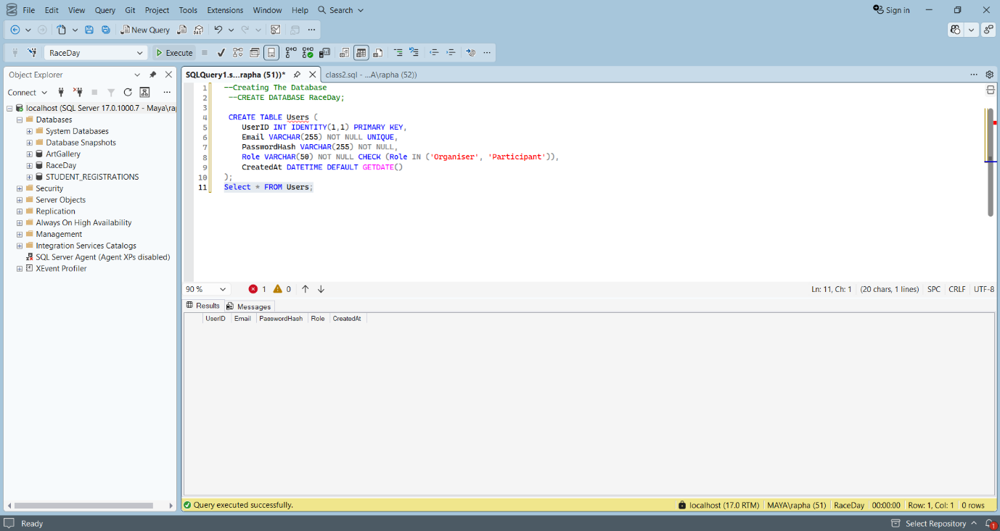 File Edit View Query Git Project Tools Extensions Window Help Search Sign in
New Query
RaceDay Execute
Object Explorer
Connect
localhost (SQL Server 17.0.1000.7 - Maya\rap
Databases
System Databases
Database Snapshots
ArtGallery
RaceDay
STUDENT_REGISTRATIONS
Security
Server Objects
Replication
Always On High Availability
Management
Integration Services Catalogs
SQL Server Agent (Agent XPs disabled)
XEvent Profiler
SQLQuery1.s...rapha (51))* class2.sql - ...A\rapha (52))
1 --Creating The Database
2 --CREATE DATABASE RaceDay;
3
4 CREATE TABLE Users (
5 UserID INT IDENTITY(1,1) PRIMARY KEY,
6 Email VARCHAR(255) NOT NULL UNIQUE,
7 PasswordHash VARCHAR(255) NOT NULL,
8 Role VARCHAR(50) NOT NULL CHECK (Role IN ('Organiser', 'Participant')),
9 CreatedAt DATETIME DEFAULT GETDATE()
10 );
11 Select * FROM Users;
90 % 1 0 Ln: 11, Ch: 1 (20 chars, 1 lines) SPC CRLF UTF-8
Results Messages
UserID Email PasswordHash Role CreatedAt
Query executed successfully. localhost (17.0 RTM) MAYA\rapha (51) RaceDay 00:00:00 Row: 1, Col: 1 0 rows
Ready Select Repository 1